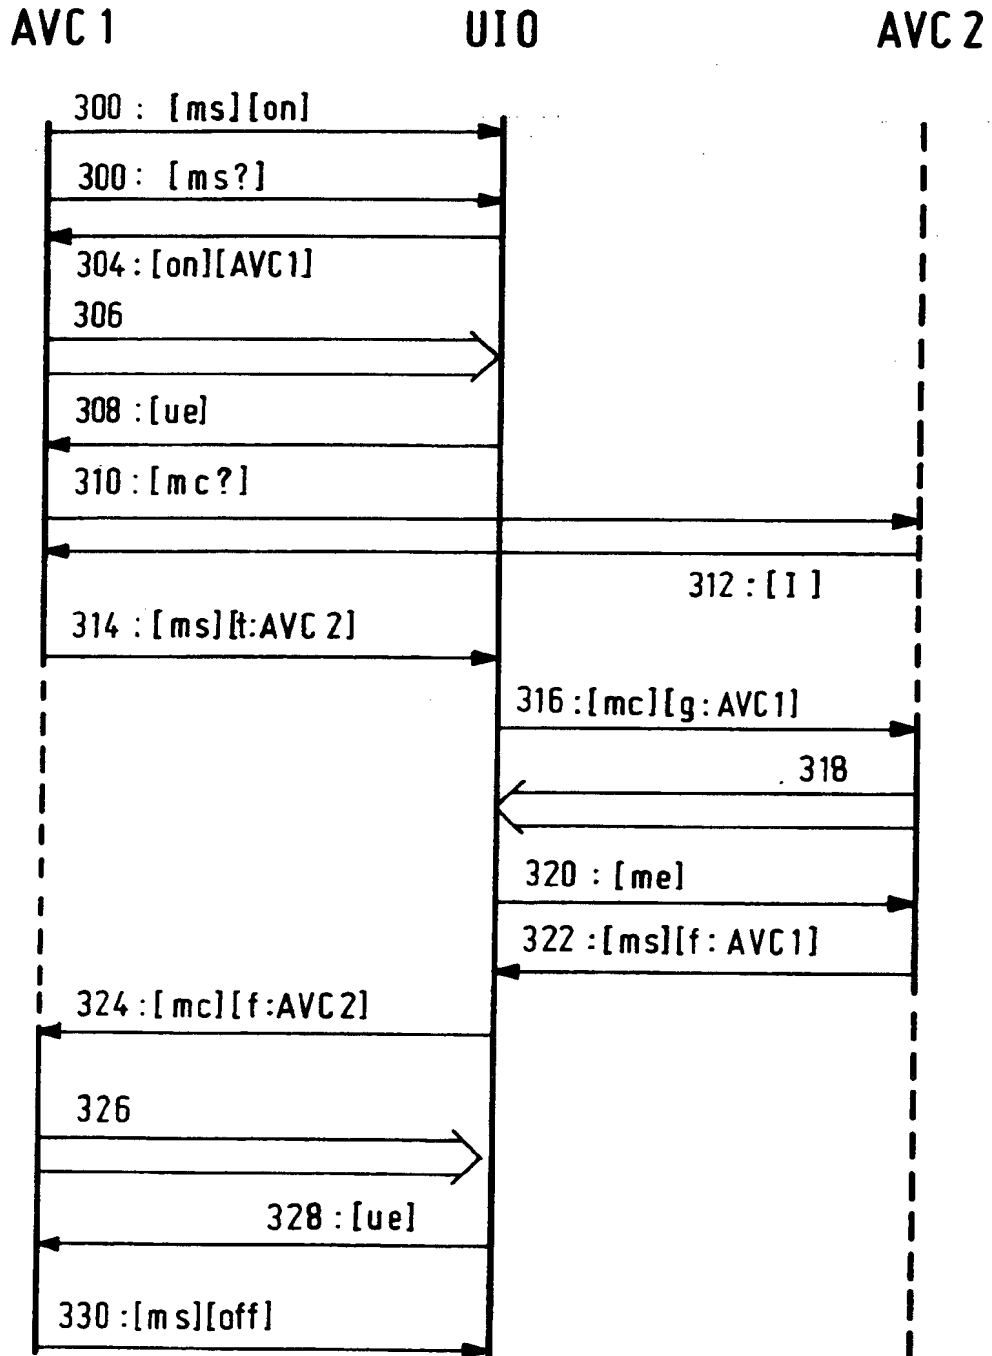 AVC 1 UIO AVC 2
300 : [ms][on]
300 : [ms?]
304 : [on][AVC1]
306
308 : [ue]
310 : [mc?]
312 : [I]
314 : [ms][t:AVC 2]
316 : [mc][g: AVC1]
318
320 : [me]
322 : [ms][f: AVC1]
324 : [mc][f:AVC2]
326
328 : [ue]
330 : [ms][off]